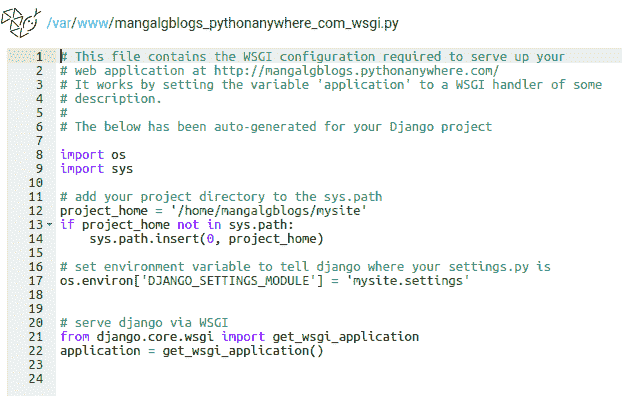 /var/www/mangalgblogs_pythonanywhere_com_wsgi.py
1 # This file contains the WSGI configuration required to serve up your
2 # web application at http://mangalgblogs.pythonanywhere.com/
3 # It works by setting the variable 'application' to a WSGI handler of some
4 # description.
5 #
6 # The below has been auto-generated for your Django project
7
8 import os
9 import sys
10
11 # add your project directory to the sys.path
12 project_home = '/home/mangalgblogs/mysite'
13 if project_home not in sys.path:
14     sys.path.insert(0, project_home)
15
16 # set environment variable to tell django where your settings.py is
17 os.environ['DJANGO_SETTINGS_MODULE'] = 'mysite.settings'
18
19
20 # serve django via WSGI
21 from django.core.wsgi import get_wsgi_application
22 application = get_wsgi_application()
23
24